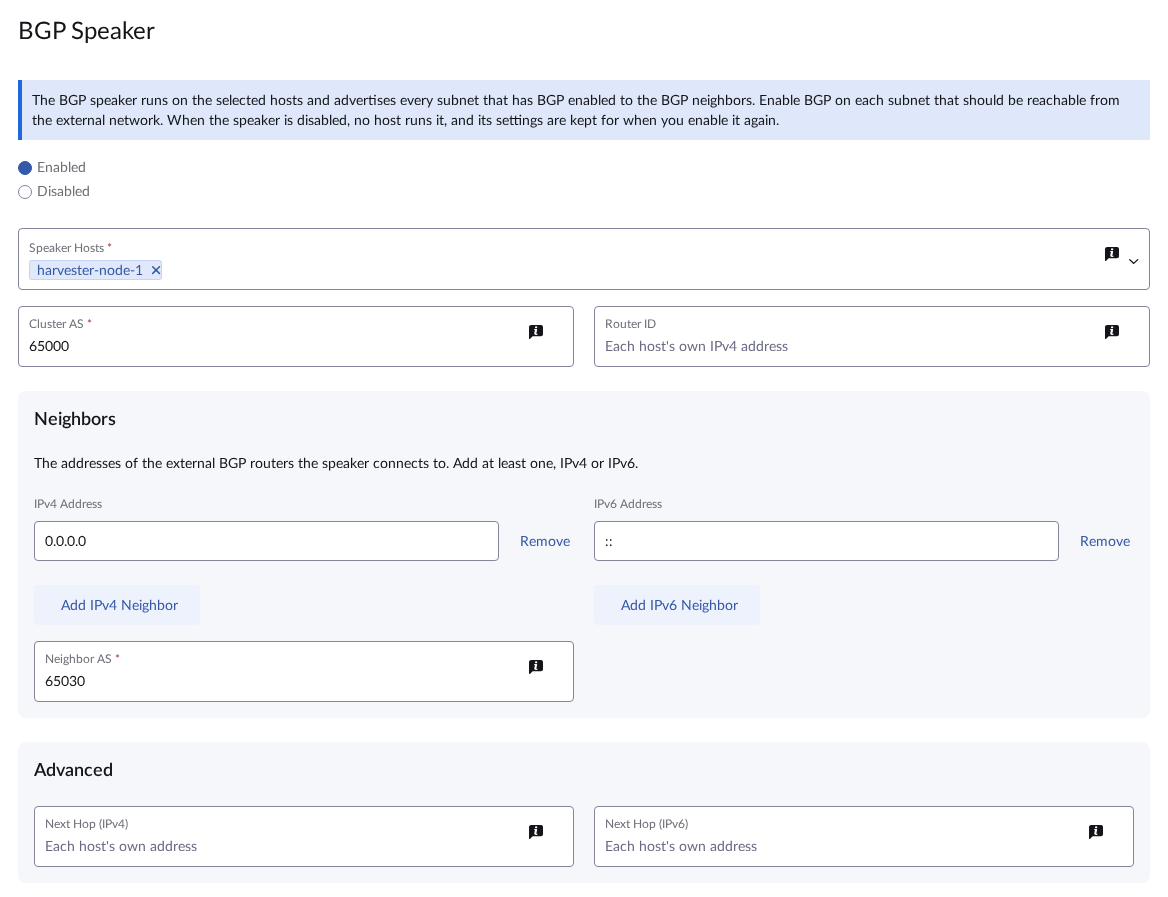 BGP Speaker
The BGP speaker runs on the selected hosts and advertises every subnet that has BGP enabled to the BGP neighbors. Enable BGP on each subnet that should be reachable from
the external network. When the speaker is disabled, no host runs it, and its settings are kept for when you enable it again.
Enabled
Disabled
Speaker Hosts *
harvester-node-1
Cluster AS *
65000
Router ID
Each host's own IPv4 address
Neighbors
The addresses of the external BGP routers the speaker connects to. Add at least one, IPv4 or IPv6.
IPv4 Address
0.0.0.0
Remove
IPv6 Address
::
Remove
Add IPv4 Neighbor
Add IPv6 Neighbor
Neighbor AS *
65030
Advanced
Next Hop (IPv4)
Each host's own address
Next Hop (IPv6)
Each host's own address